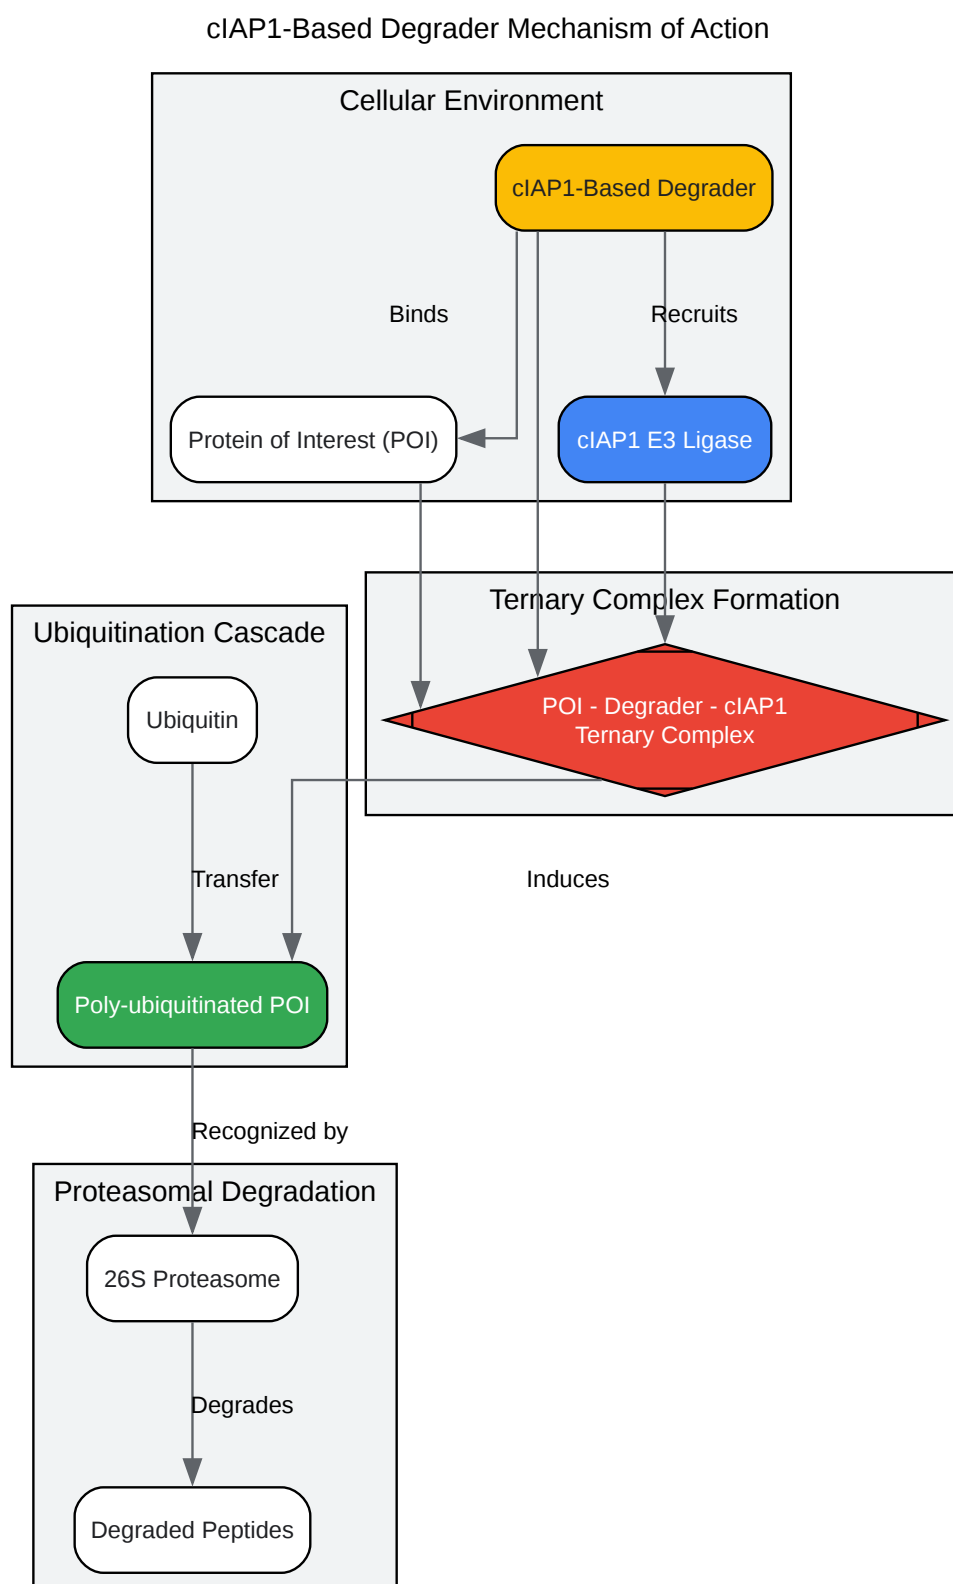 cIAP1-Based Degrader Mechanism of Action
Cellular Environment
cIAP1-Based Degrader
Binds
Recruits
Protein of Interest (POI)
cIAP1 E3 Ligase
Ternary Complex Formation
POI - Degrader - cIAP1
Ternary Complex
Ubiquitination Cascade
Ubiquitin
Transfer
Induces
Poly-ubiquitinated POI
Recognized by
Proteasomal Degradation
26S Proteasome
Degrades
Degraded Peptides